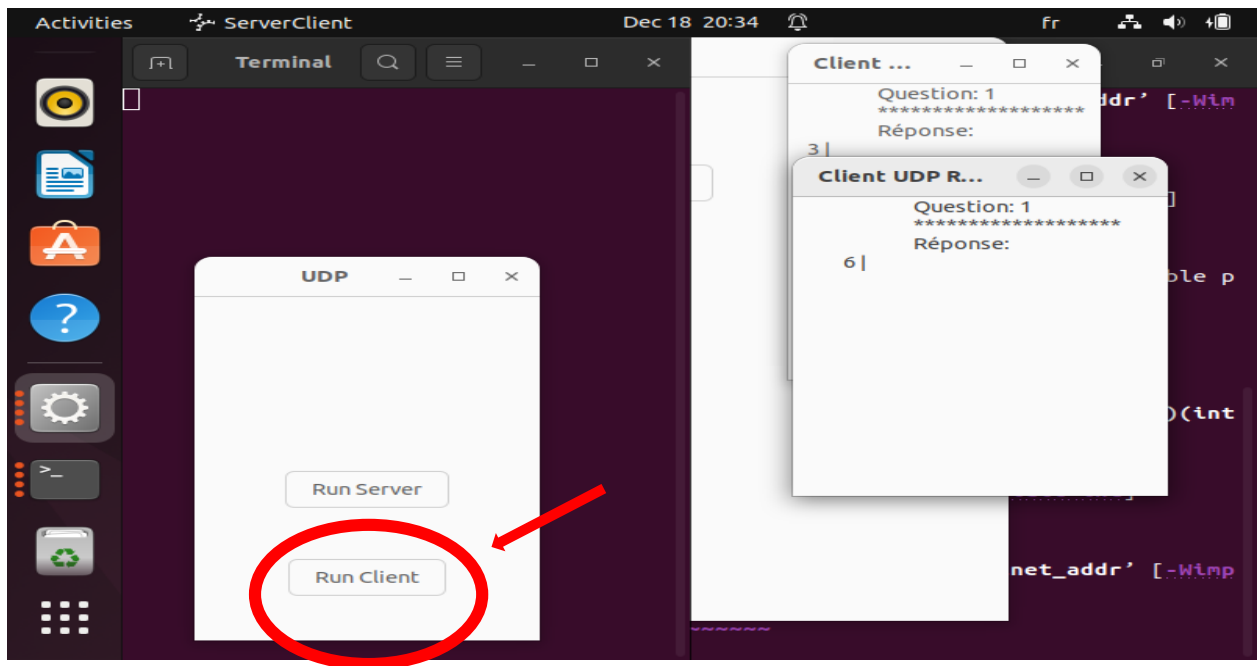 Activities
ServerClient
Dec 18 20:34
fr
Terminal
Client ...
Question: 1
********************
Réponse:
3|
Client UDP R...
Question: 1
********************
Réponse:
6|
UDP
Run Server
Run Client
ddr’ [-Wim
]
ble p
)(int
net_addr’ [-Wimp
~~~~~~